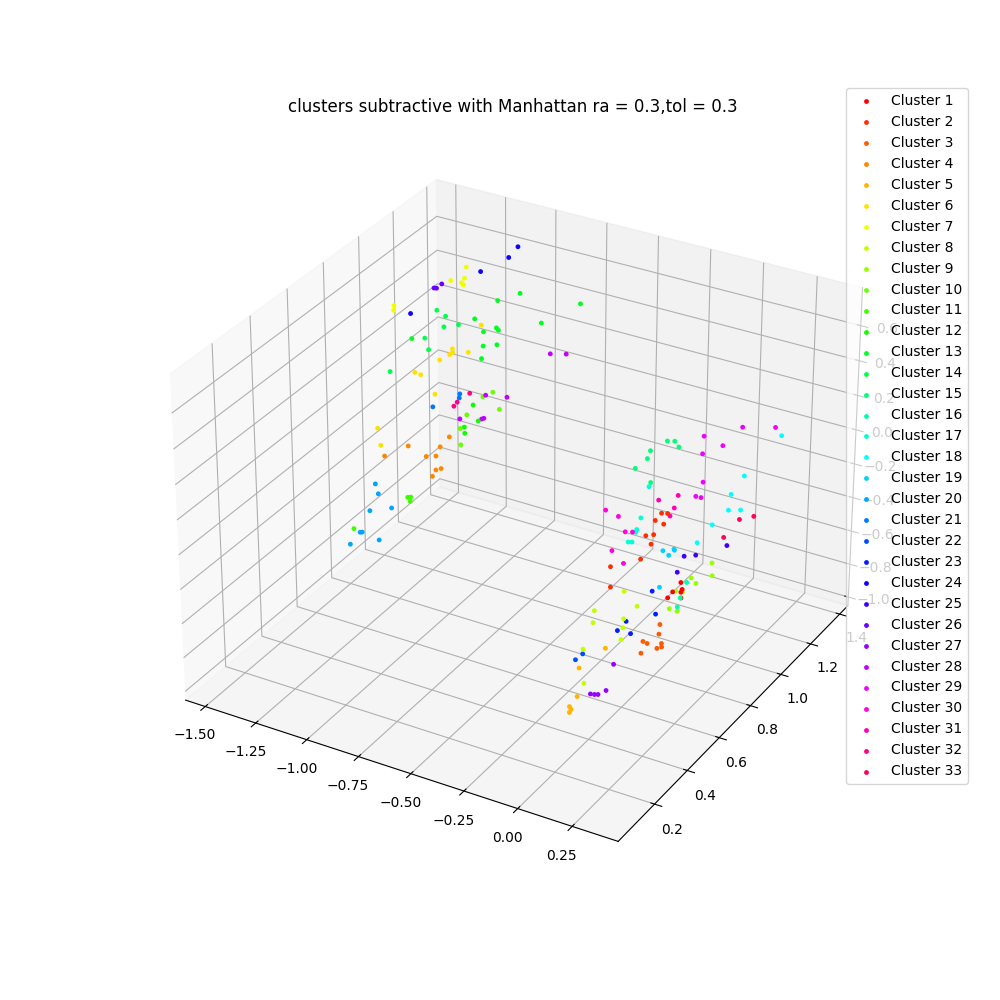 clusters subtractive with Manhattan ra = 0.3,tol = 0.3
Cluster 1
Cluster 2
Cluster 3
Cluster 4
Cluster 5
Cluster 6
Cluster 7
Cluster 8
Cluster 9
Cluster 10
Cluster 11
Cluster 12
Cluster 13
Cluster 14
Cluster 15
Cluster 16
Cluster 17
Cluster 18
Cluster 19
Cluster 20
Cluster 21
Cluster 22
Cluster 23
Cluster 24
Cluster 25
Cluster 26
Cluster 27
Cluster 28
Cluster 29
Cluster 30
Cluster 31
Cluster 32
Cluster 33
0.4
0.2
0.0
−0.2
−0.4
−0.6
−0.8
−1.0
1.4
1.2
1.0
0.8
0.6
0.4
0.2
−1.50
−1.25
−1.00
−0.75
−0.50
−0.25
0.00
0.25